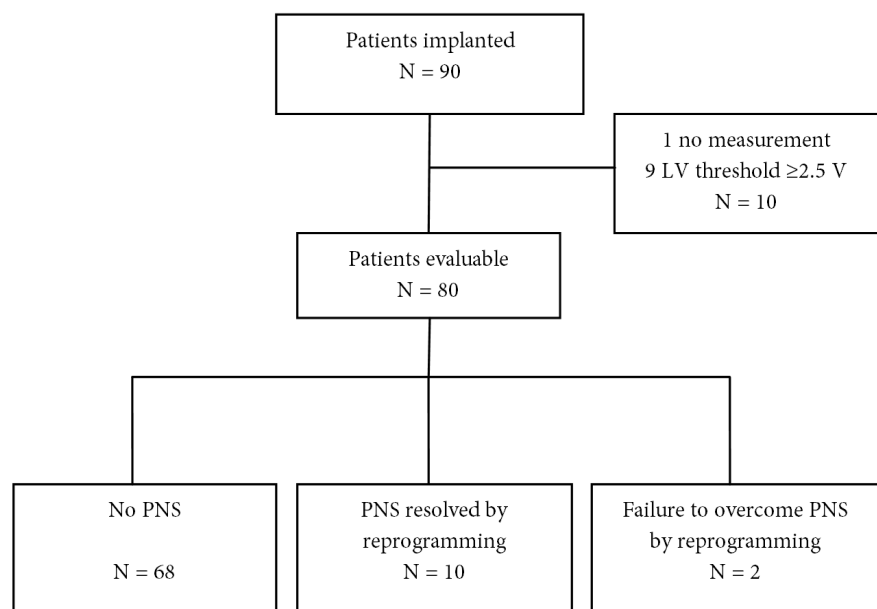 Patients implanted
N = 90
1 no measurement
9 LV threshold ≥2.5 V
N = 10
Patients evaluable
N = 80
No PNS
N = 68
PNS resolved by
reprogramming
N = 10
Failure to overcome PNS
by reprogramming
N = 2